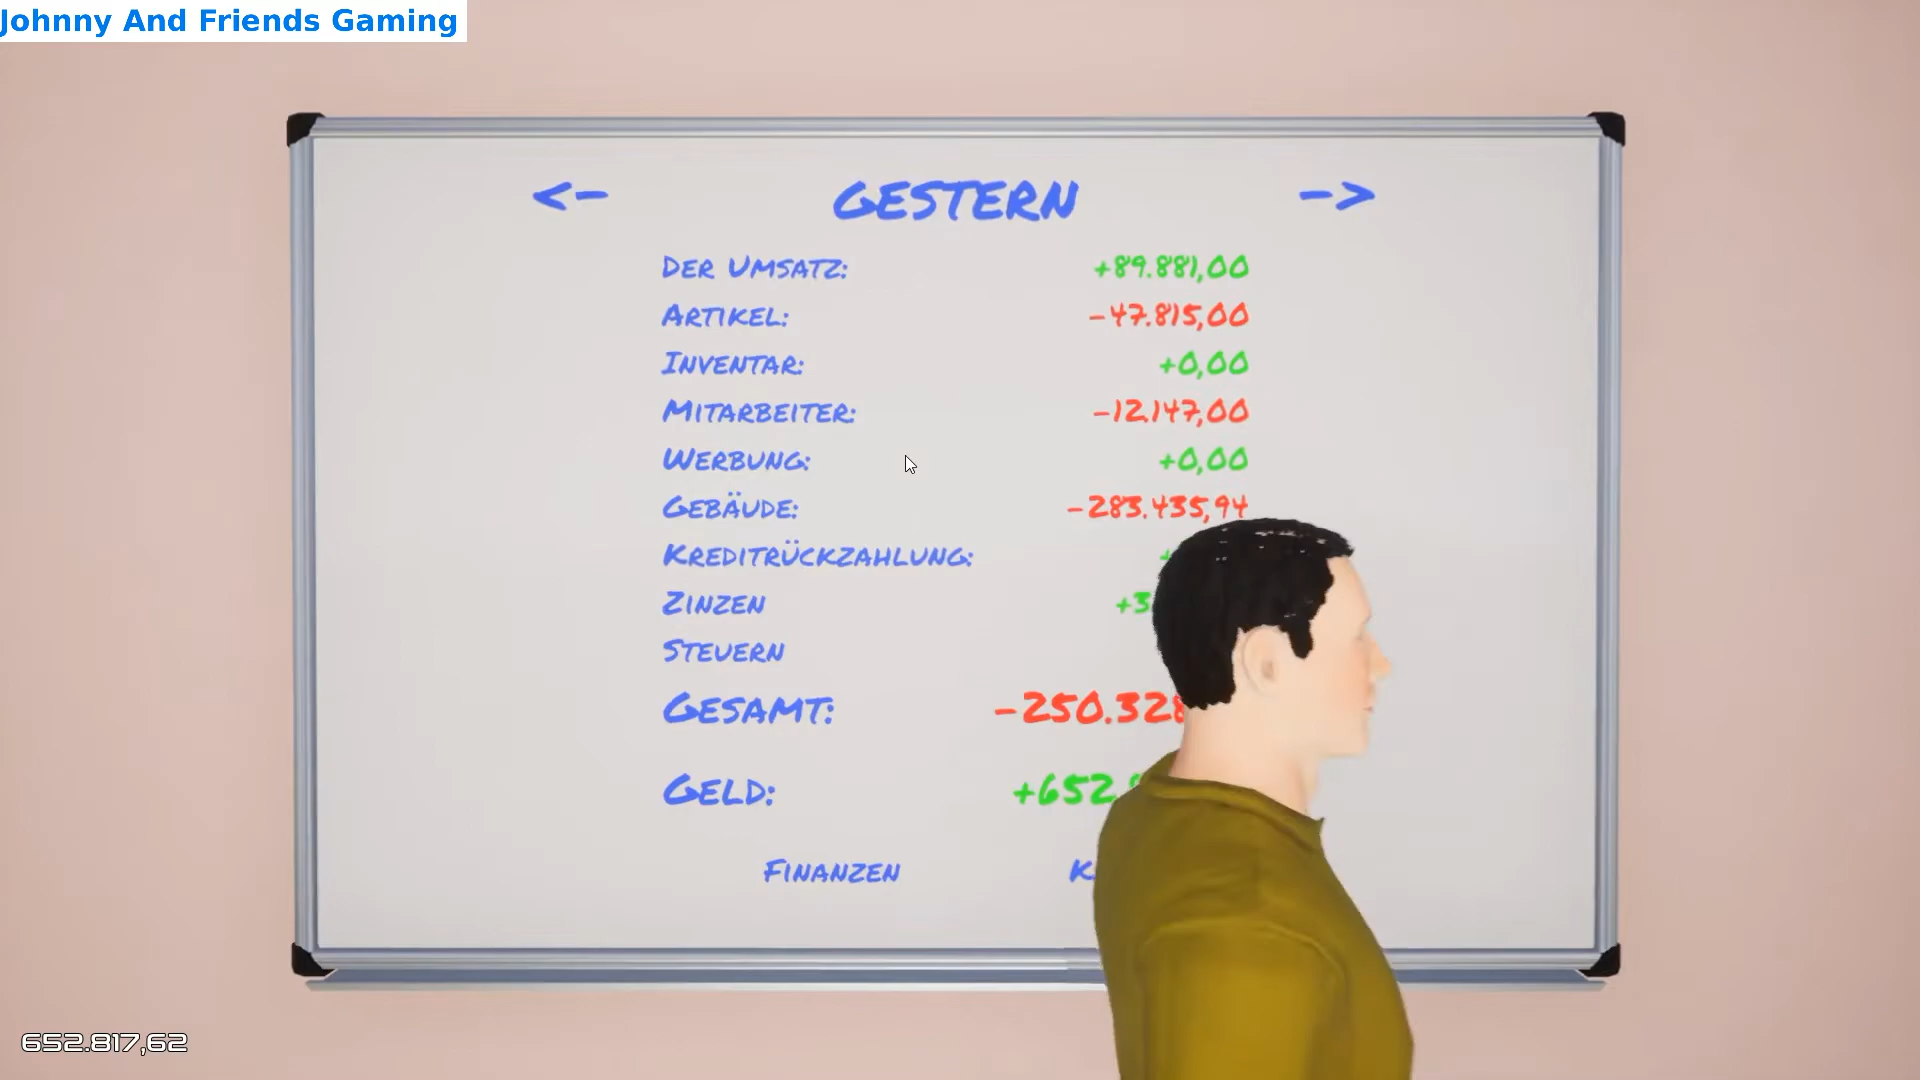 Johnny And Friends Gaming
<- GESTERN ->
DER UMSATZ: +89.881,00
ARTIKEL: -47.815,00
INVENTAR: +0,00
MITARBEITER: -12.147,00
WERBUNG: +0,00
GEBÄUDE: -283.435,94
KREDITRÜCKZAHLUNG:
ZINZEN
STEUERN
GESAMT:
GELD:
FINANZEN
652.817,62